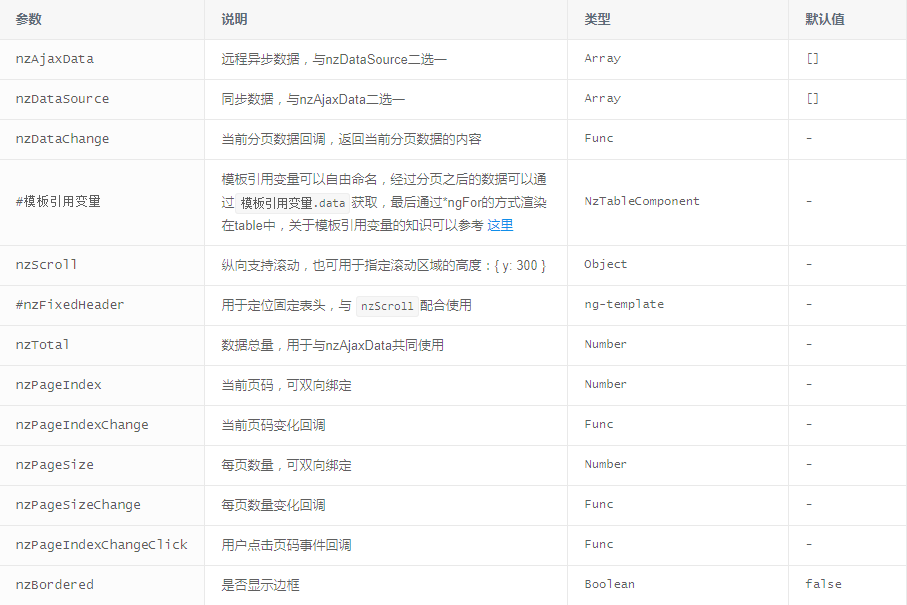 参数 说明 类型 默认值
nzAjaxData 远程异步数据，与nzDataSource二选一 Array []
nzDataSource 同步数据，与nzAjaxData二选一 Array []
nzDataChange 当前分页数据回调，返回当前分页数据的内容 Func -
#模板引用变量 模板引用变量可以自由命名，经过分页之后的数据可以通
过 模板引用变量.data 获取，最后通过*ngFor的方式渲染 NzTableComponent -
在table中，关于模板引用变量的知识可以参考 这里
nzScroll 纵向支持滚动，也可用于指定滚动区域的高度：{ y: 300 } Object -
#nzFixedHeader 用于定位固定表头，与 nzScroll 配合使用 ng-template -
nzTotal 数据总量，用于与nzAjaxData共同使用 Number -
nzPageIndex 当前页码，可双向绑定 Number -
nzPageIndexChange 当前页码变化回调 Func -
nzPageSize 每页数量，可双向绑定 Number -
nzPageSizeChange 每页数量变化回调 Func -
nzPageIndexChangeClick 用户点击页码事件回调 Func -
nzBordered 是否显示边框 Boolean false